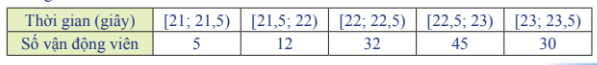 Thời gian (giây) [21; 21,5) [21,5; 22) [22; 22,5) [22,5; 23) [23; 23,5)
Số vận động viên 5 12 32 45 30